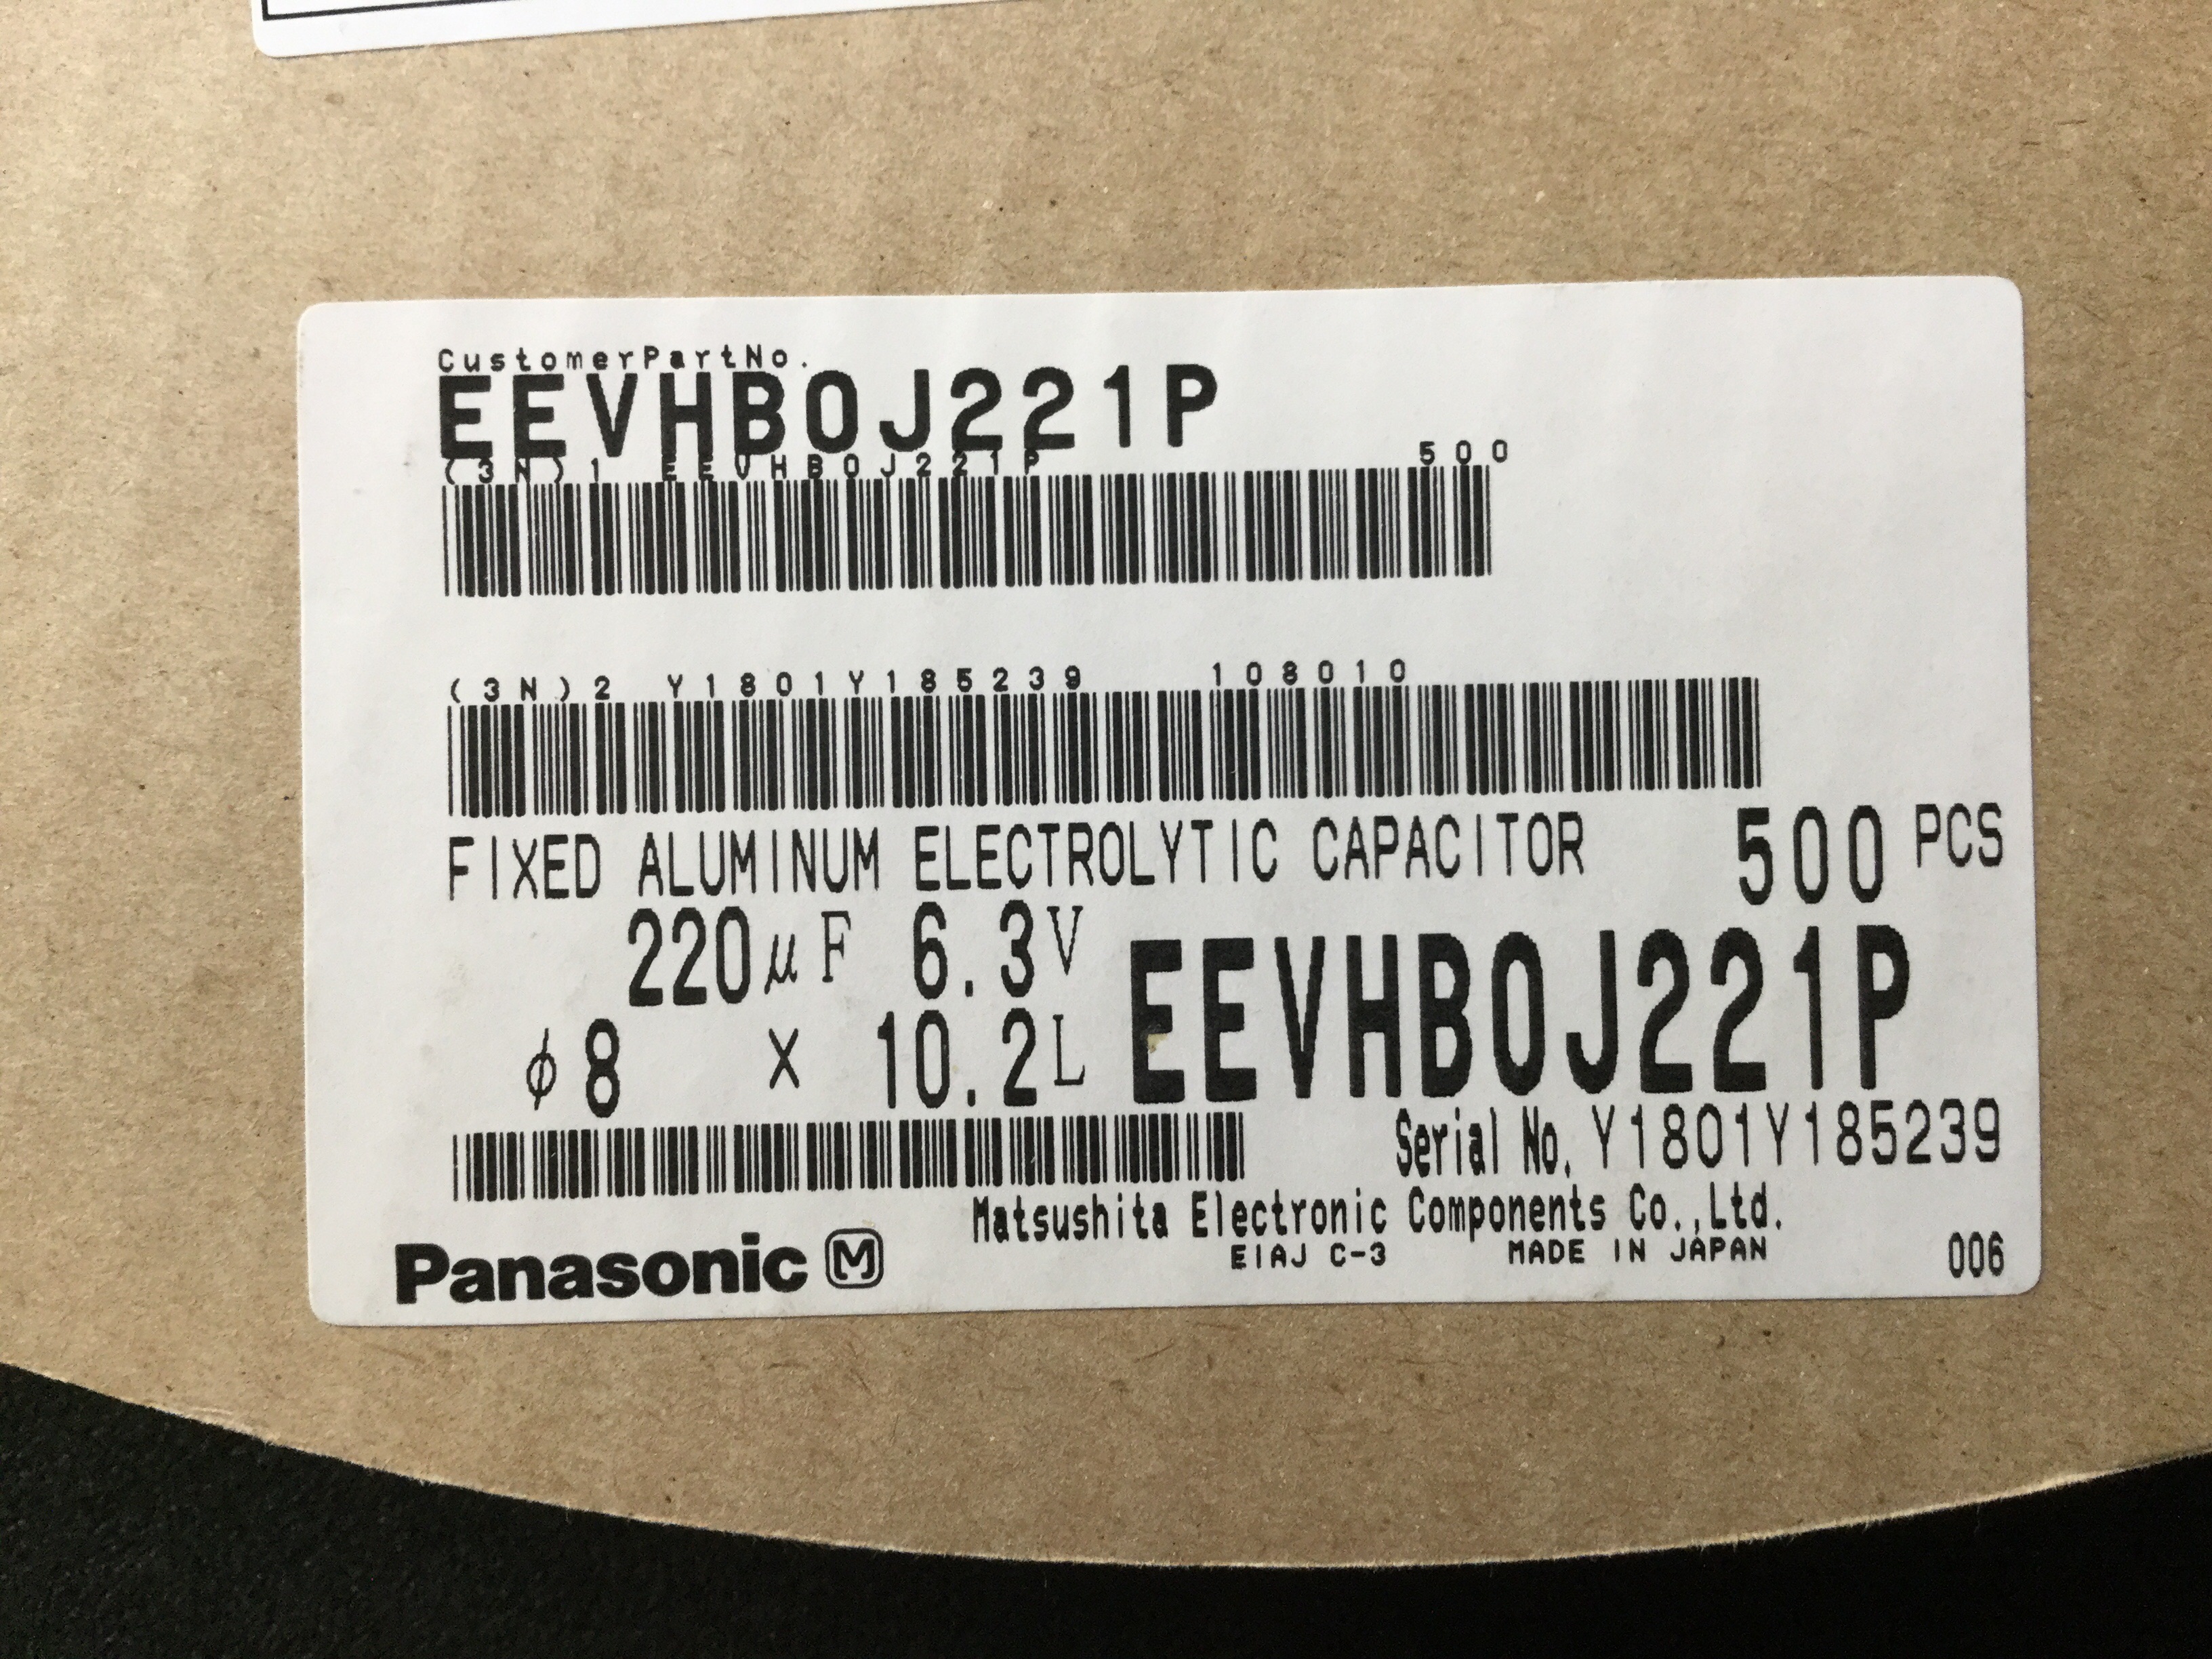 CustomerPartNo.
EEVHB0J221P
(3N)1 EEVHB0J221P 500
(3N)2 Y1801Y185239 108010
FIXED ALUMINUM ELECTROLYTIC CAPACITOR 500 PCS
220μF 6.3V
EEVHB0J221P
φ8 X 10.2L
Serial No. Y1801Y185239
Matsushita Electronic Components Co.,Ltd.
Panasonic M EIAJ C-3 MADE IN JAPAN 006